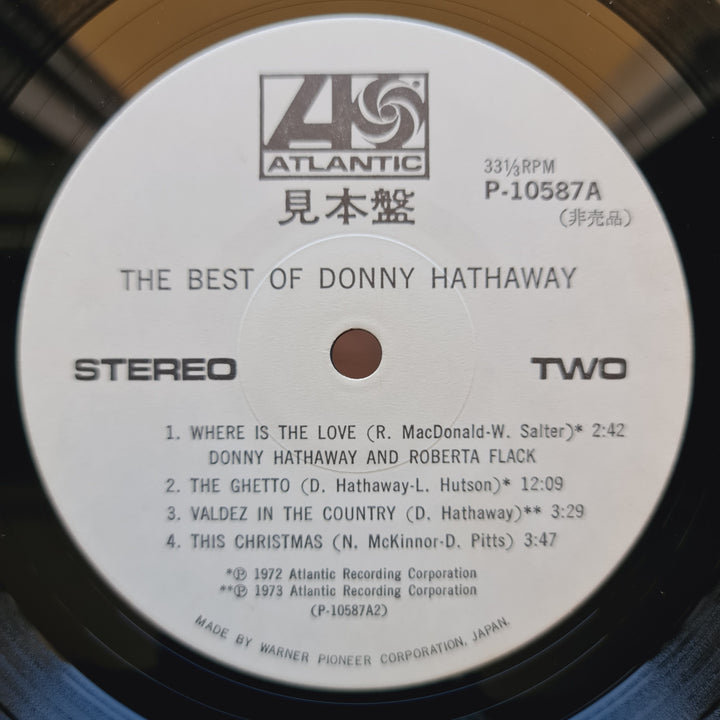 ATLANTIC
見本盤
33⅓RPM
P-10587A
(非売品)
THE BEST OF DONNY HATHAWAY
STEREO
TWO
1. WHERE IS THE LOVE (R. MacDonald-W. Salter)* 2:42
DONNY HATHAWAY AND ROBERTA FLACK
2. THE GHETTO (D. Hathaway-L. Hutson)* 12:09
3. VALDEZ IN THE COUNTRY (D. Hathaway)** 3:29
4. THIS CHRISTMAS (N. McKinnor-D. Pitts) 3:47
*℗ 1972 Atlantic Recording Corporation
**℗ 1973 Atlantic Recording Corporation
(P-10587A2)
MADE BY WARNER PIONEER CORPORATION, JAPAN.